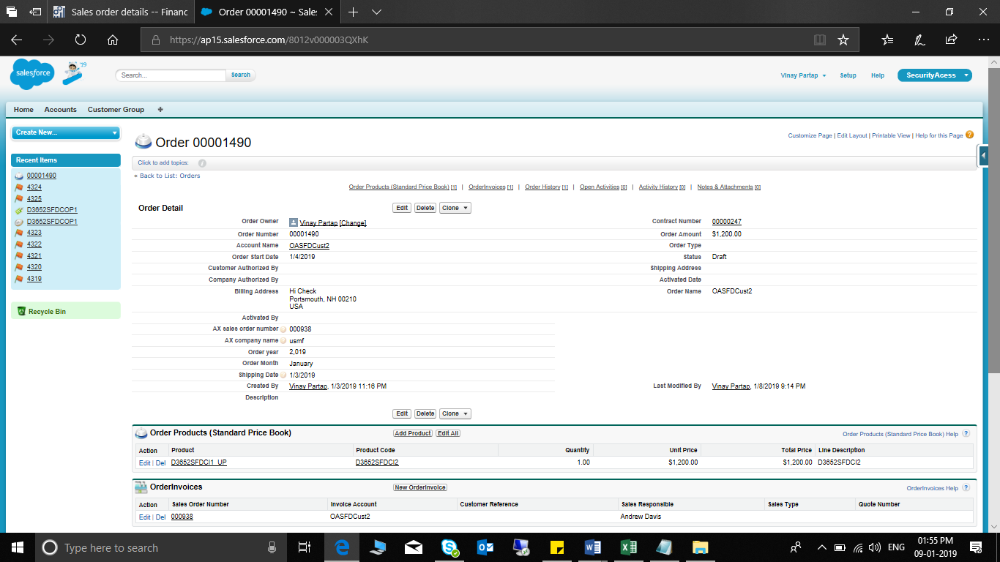 Sales order details -- Financ
Order 00001490 ~ Sale:
https://ap15.salesforce.com/8012v000003QXhK
salesforce
'19
Search...
Search
Vinay Partap
Setup
Help
SecurityAcess
Home
Accounts
Customer Group
+
Create New...
Recent Items
00001490
4324
4325
D3652SFDCOP1
D3652SFDCOP1
4323
4322
4321
4320
4319
Recycle Bin
Order 00001490
Customize Page | Edit Layout | Printable View | Help for this Page ?
Click to add topics: i
« Back to List: Orders
Order Products (Standard Price Book) [1] | OrderInvoices [1] | Order History [1] | Open Activities [0] | Activity History [0] | Notes & Attachments [0]
Order Detail
Edit Delete Clone
Order Owner Vinay Partap [Change] Contract Number 00000247
Order Number 00001490 Order Amount $1,200.00
Account Name OASFDCust2 Order Type
Order Start Date 1/4/2019 Status Draft
Customer Authorized By Shipping Address
Company Authorized By Activated Date
Billing Address Hi Check Order Name OASFDCust2
Portsmouth, NH 00210
USA
Activated By
AX sales order number 000938
AX company name usmf
Order year 2,019
Order Month January
Shipping Date 1/3/2019
Created By Vinay Partap, 1/3/2019 11:16 PM Last Modified By Vinay Partap, 1/8/2019 9:14 PM
Description
Edit Delete Clone
Order Products (Standard Price Book) Add Product Edit All Order Products (Standard Price Book) Help ?
Action Product Product Code Quantity Unit Price Total Price Line Description
Edit | Del D3652SFDCI1_UP D3652SFDCI2 1.00 $1,200.00 $1,200.00 D3652SFDCI2
OrderInvoices New OrderInvoice OrderInvoices Help ?
Action Sales Order Number Invoice Account Customer Reference Sales Responsible Sales Type Quote Number
Edit | Del 000938 OASFDCust2 Andrew Davis
Type here to search
ENG
01:55 PM
09-01-2019